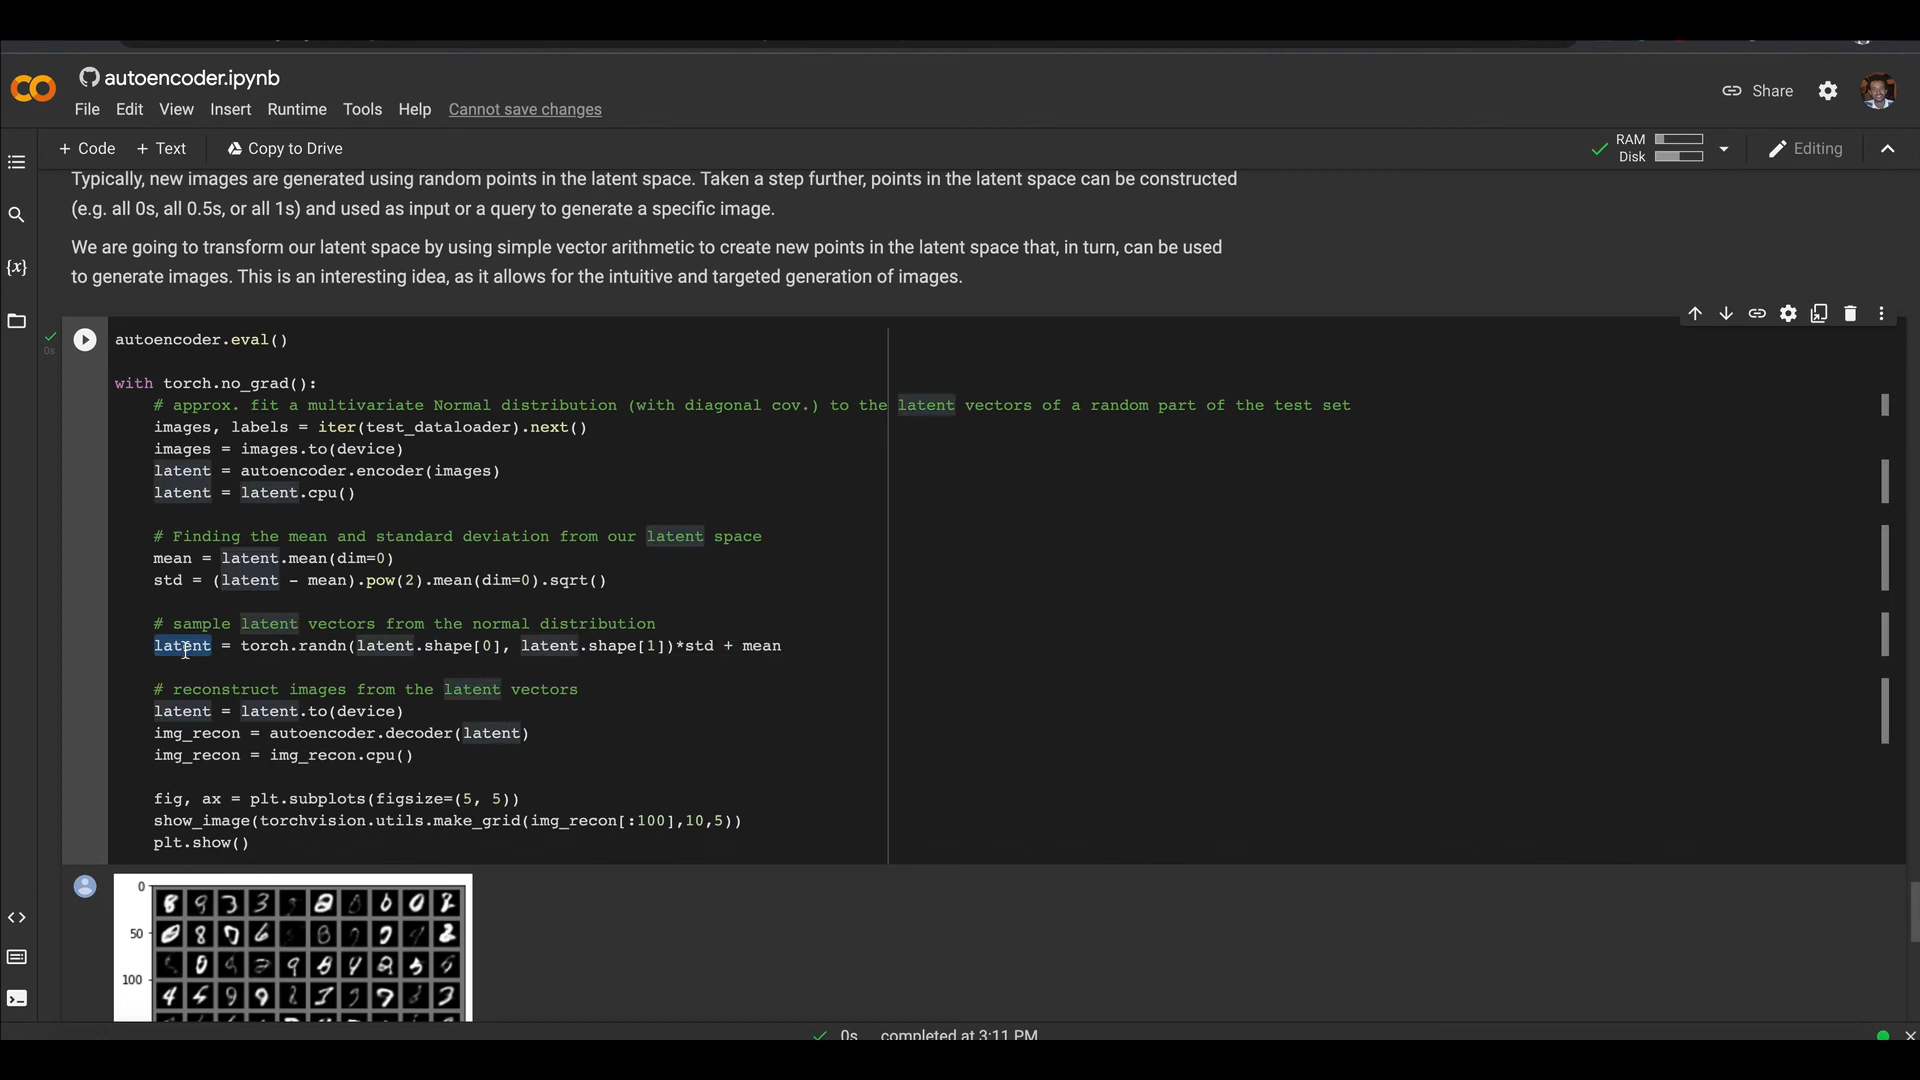 autoencoder.ipynb
File Edit View Insert Runtime Tools Help Cannot save changes
Share
+ Code + Text Copy to Drive
RAM
Disk
Editing
Typically, new images are generated using random points in the latent space. Taken a step further, points in the latent space can be constructed
(e.g. all 0s, all 0.5s, or all 1s) and used as input or a query to generate a specific image.
We are going to transform our latent space by using simple vector arithmetic to create new points in the latent space that, in turn, can be used
to generate images. This is an interesting idea, as it allows for the intuitive and targeted generation of images.
0s
autoencoder.eval()
with torch.no_grad():
# approx. fit a multivariate Normal distribution (with diagonal cov.) to the latent vectors of a random part of the test set
images, labels = iter(test_dataloader).next()
images = images.to(device)
latent = autoencoder.encoder(images)
latent = latent.cpu()
# Finding the mean and standard deviation from our latent space
mean = latent.mean(dim=0)
std = (latent - mean).pow(2).mean(dim=0).sqrt()
# sample latent vectors from the normal distribution
latent = torch.randn(latent.shape[0], latent.shape[1])*std + mean
# reconstruct images from the latent vectors
latent = latent.to(device)
img_recon = autoencoder.decoder(latent)
img_recon = img_recon.cpu()
fig, ax = plt.subplots(figsize=(5, 5))
show_image(torchvision.utils.make_grid(img_recon[:100],10,5))
plt.show()
0
50
100
0s completed at 3:11 PM